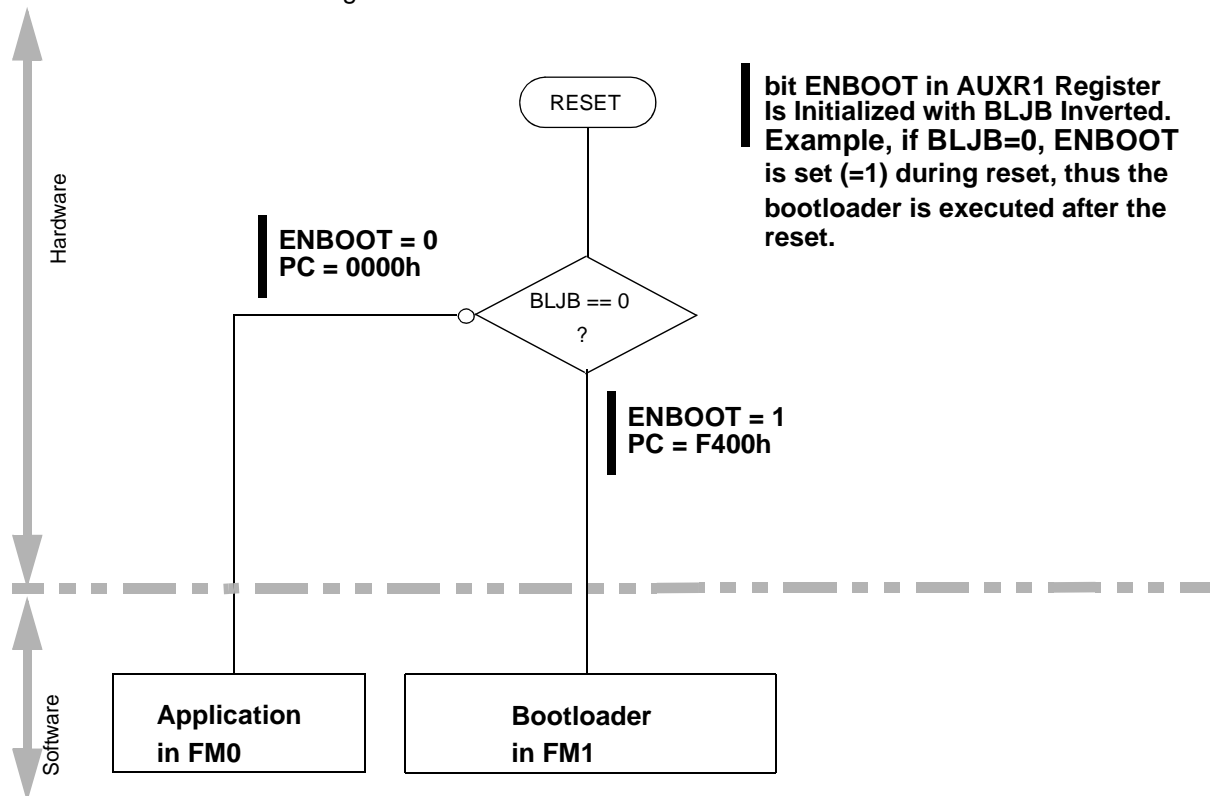 RESET
bit ENBOOT in AUXR1 Register
Is Initialized with BLJB Inverted.
Example, if BLJB=0, ENBOOT
is set (=1) during reset, thus the
bootloader is executed after the
reset.
Hardware
ENBOOT = 0
PC = 0000h
BLJB == 0
?
ENBOOT = 1
PC = F400h
Software
Application
in FM0
Bootloader
in FM1